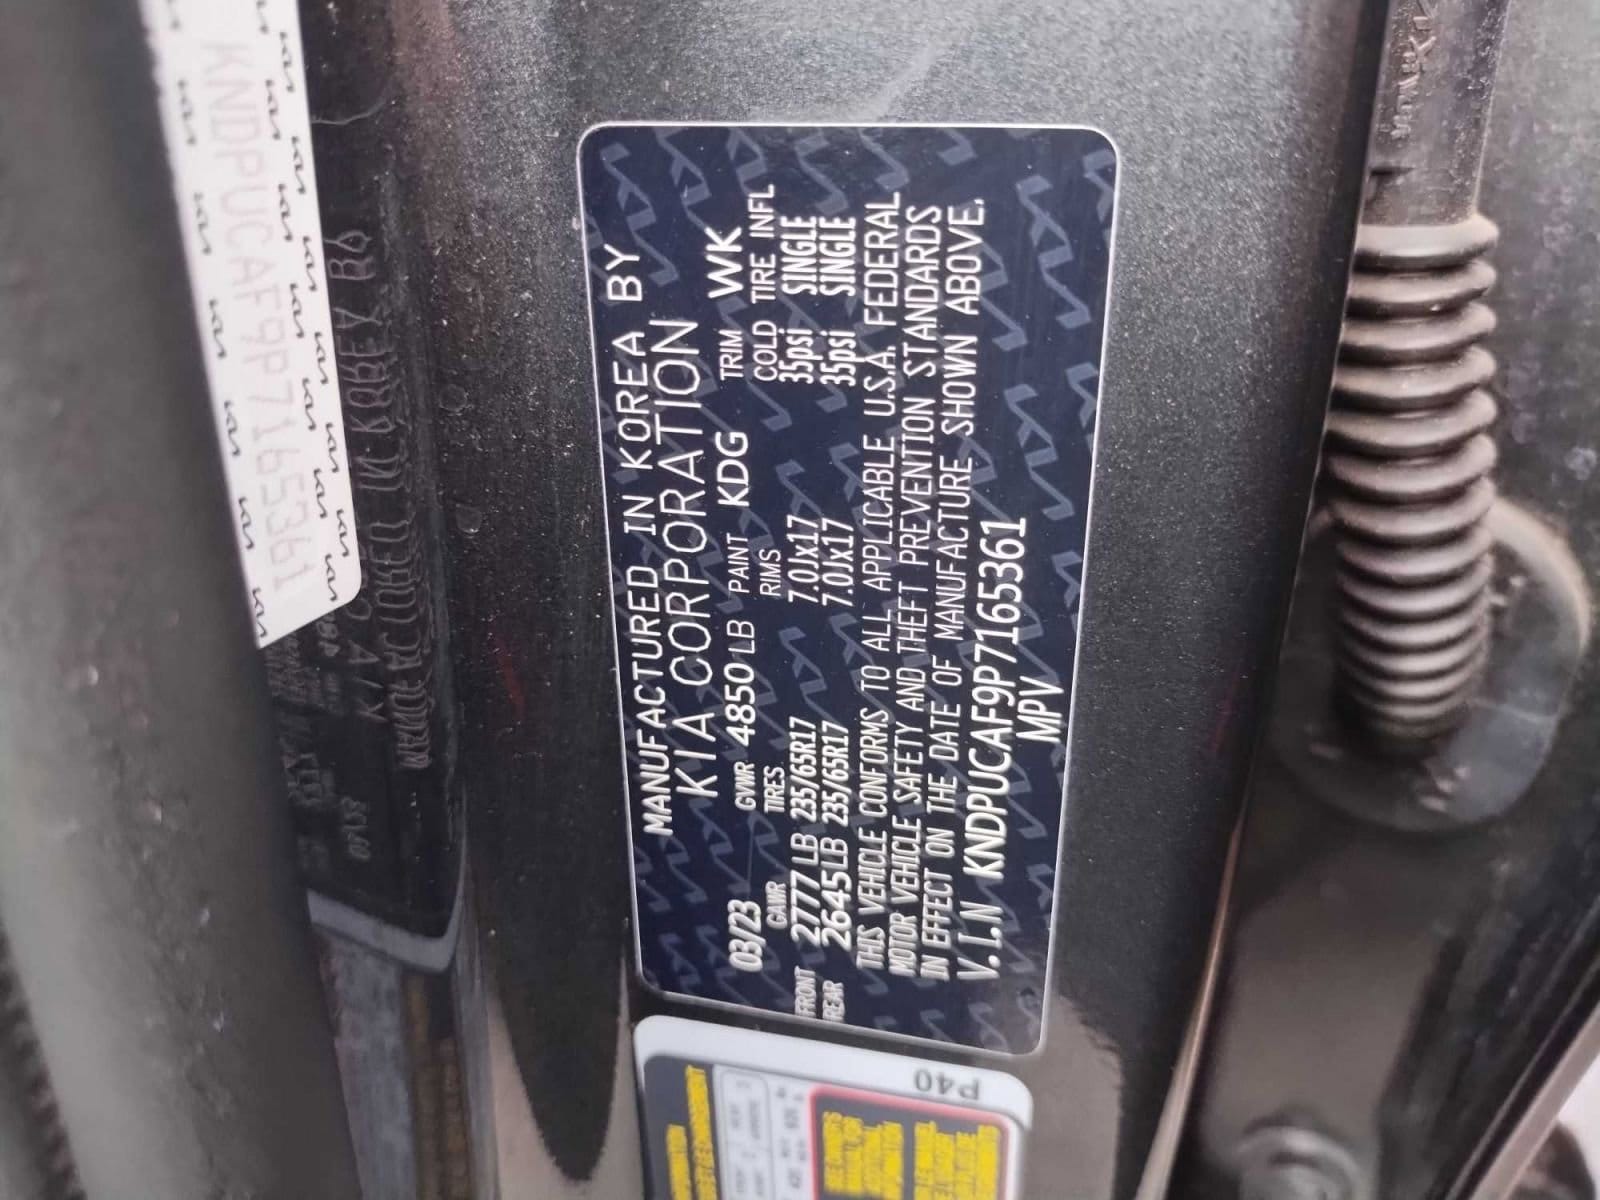 MANUFACTURED IN KOREA BY
KIA CORPORATION
03/23 GVWR 4850LB PAINT KDG TRIM WK
GAWR TIRES RIMS COLD TIRE INFL
FRONT 2777 LB 235/65R17 7.0Jx17 35psi SINGLE
REAR 2645LB 235/65R17 7.0Jx17 35psi SINGLE
THIS VEHICLE CONFORMS TO ALL APPLICABLE U.S.A. FEDERAL
MOTOR VEHICLE SAFETY AND THEFT PREVENTION STANDARDS
IN EFFECT ON THE DATE OF MANUFACTURE SHOWN ABOVE.
V.I.N KNDPUCAF9P7165361
MPV
KNDPUCAF9P7165361
P40